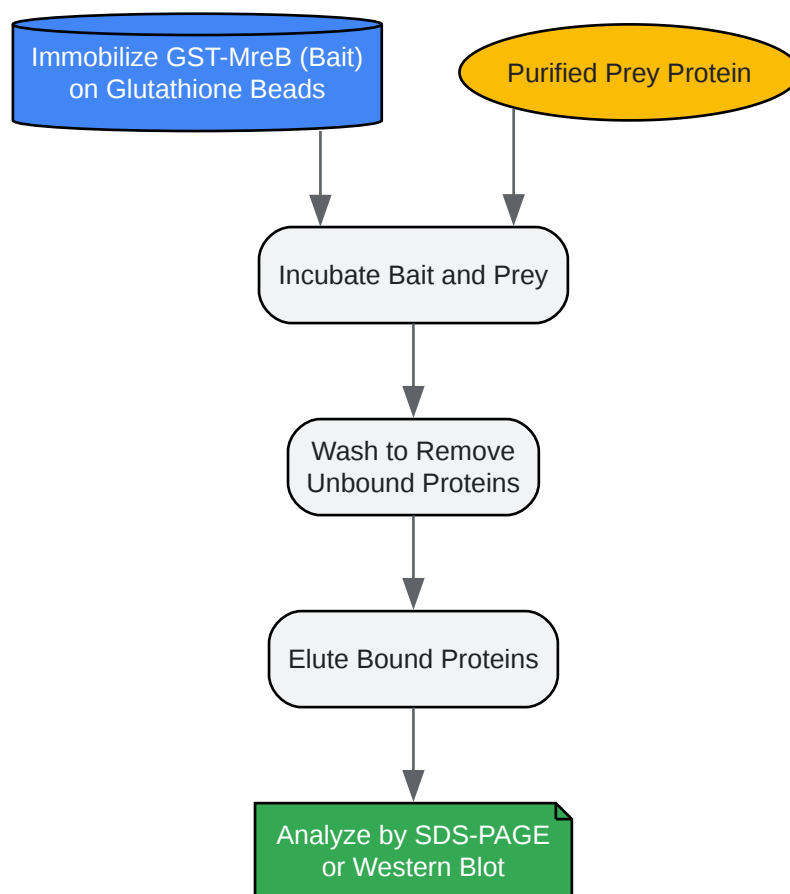 Immobilize GST-MreB (Bait)
on Glutathione Beads
Purified Prey Protein
Incubate Bait and Prey
Wash to Remove
Unbound Proteins
Elute Bound Proteins
Analyze by SDS-PAGE
or Western Blot